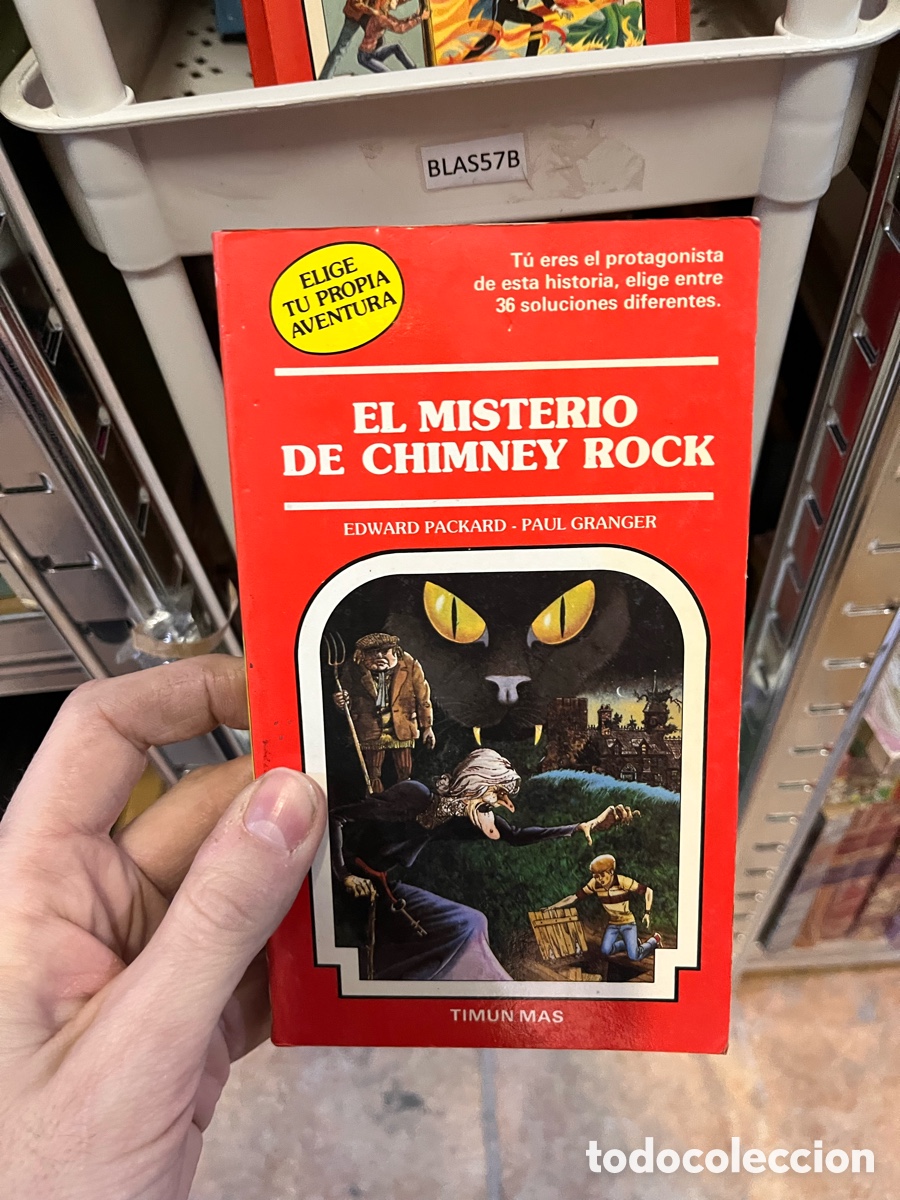 BLAS57B
ELIGE
TU PROPIA
AVENTURA
Tú eres el protagonista
de esta historia, elige entre
36 soluciones diferentes.
EL MISTERIO
DE CHIMNEY ROCK
EDWARD PACKARD - PAUL GRANGER
TIMUN MAS
todocoleccion